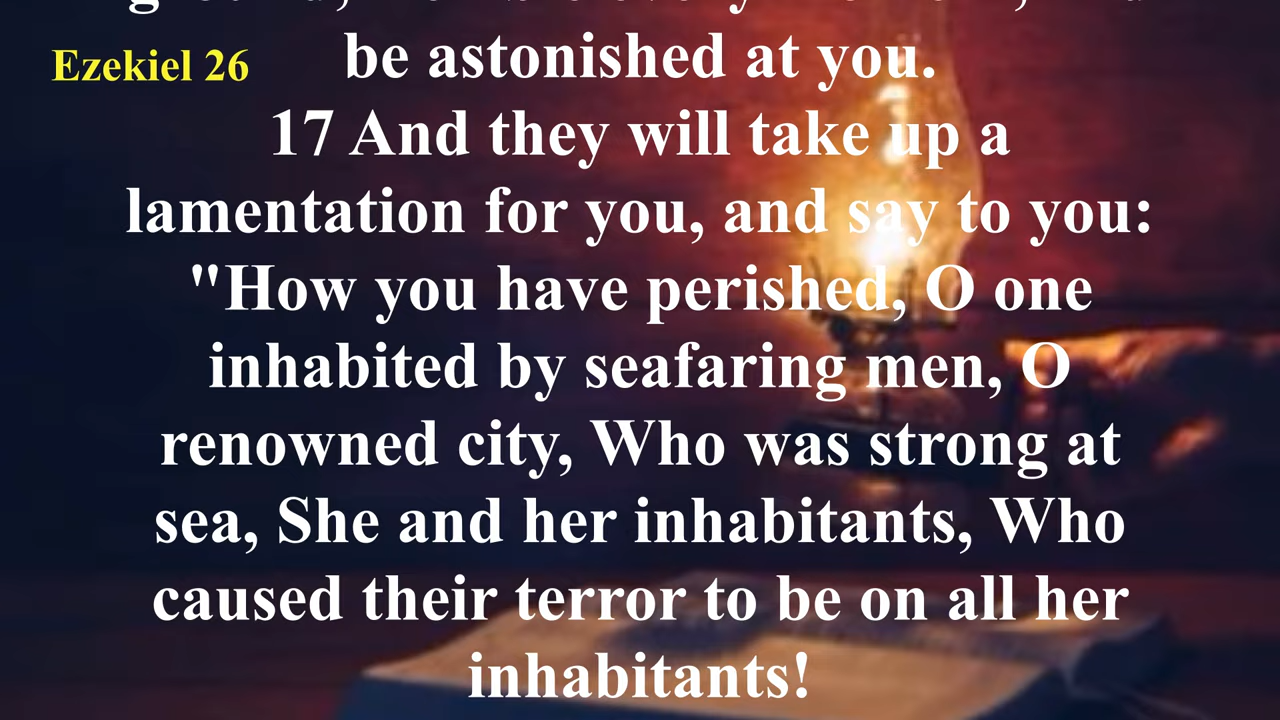 Ezekiel 26
be astonished at you.
17 And they will take up a
lamentation for you, and say to you:
"How you have perished, O one
inhabited by seafaring men, O
renowned city, Who was strong at
sea, She and her inhabitants, Who
caused their terror to be on all her
inhabitants!